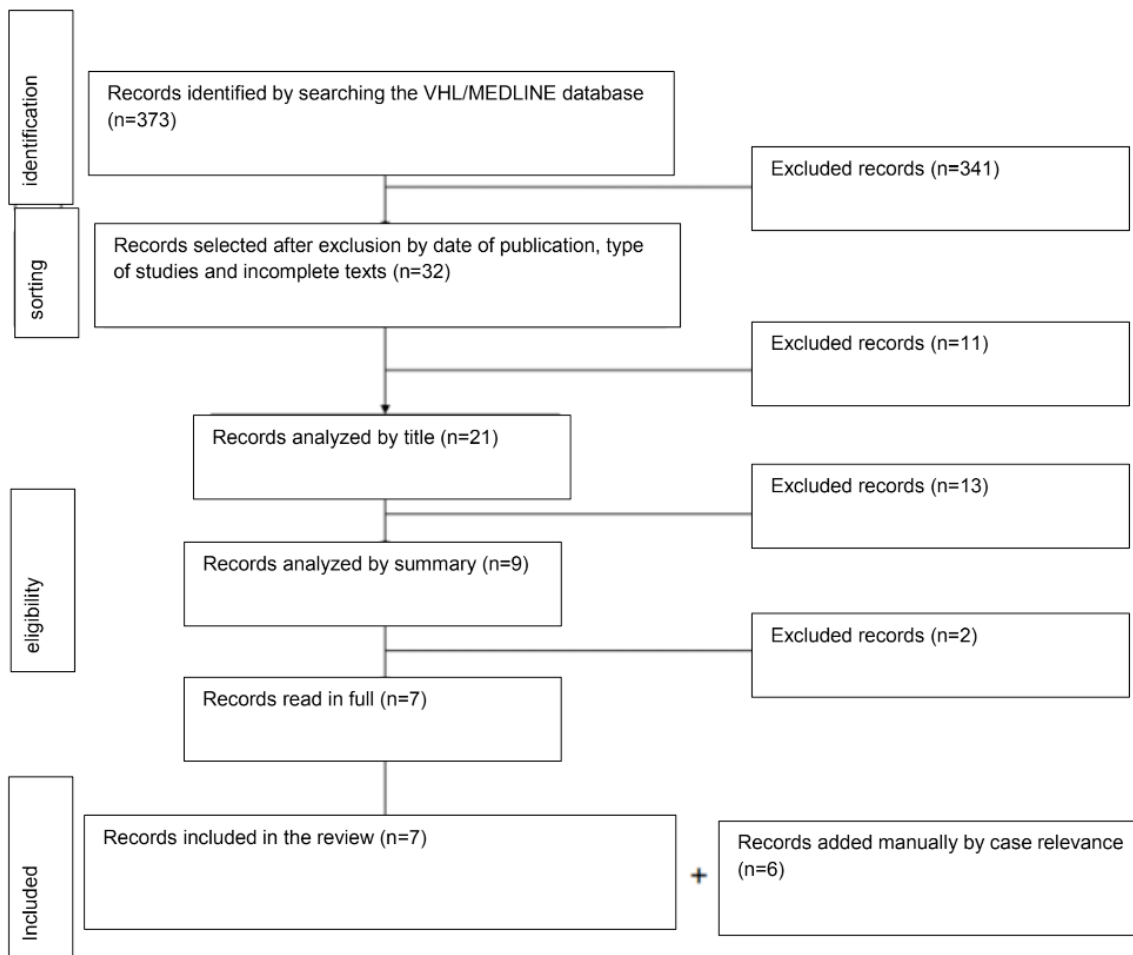 identification
Records identified by searching the VHL/MEDLINE database
(n=373)
Excluded records (n=341)
sorting
Records selected after exclusion by date of publication, type
of studies and incomplete texts (n=32)
Excluded records (n=11)
Records analyzed by title (n=21)
Excluded records (n=13)
eligibility
Records analyzed by summary (n=9)
Excluded records (n=2)
Records read in full (n=7)
Included
Records included in the review (n=7)
+
Records added manually by case relevance
(n=6)